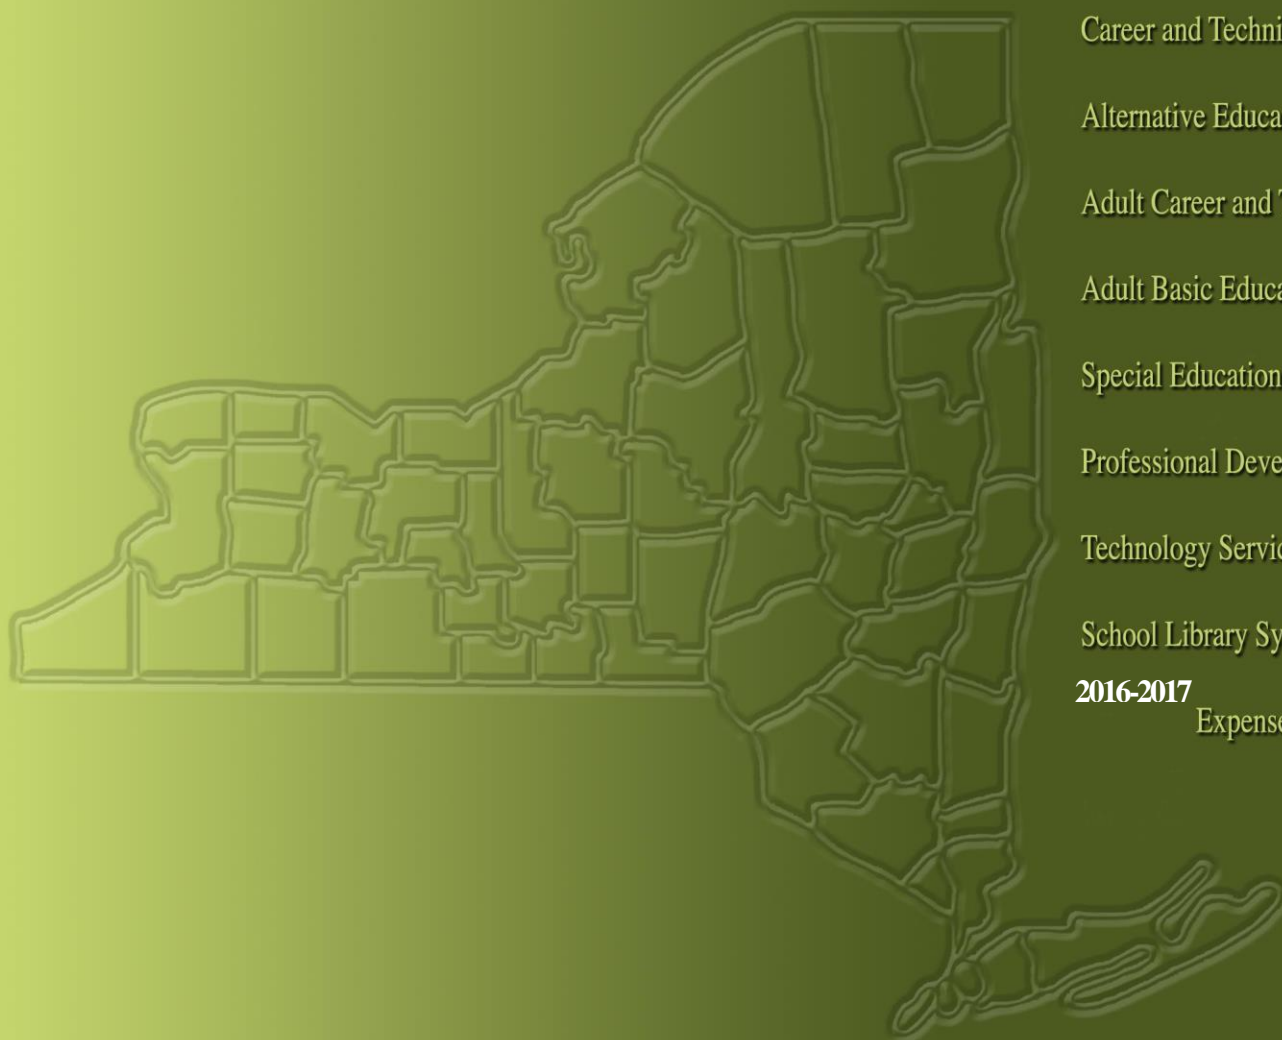 Career and Techni
Alternative Educa
Adult Career and T
Adult Basic Educa
Special Education
Professional Deve
Technology Servic
School Library Sy
2016-2017
Expense